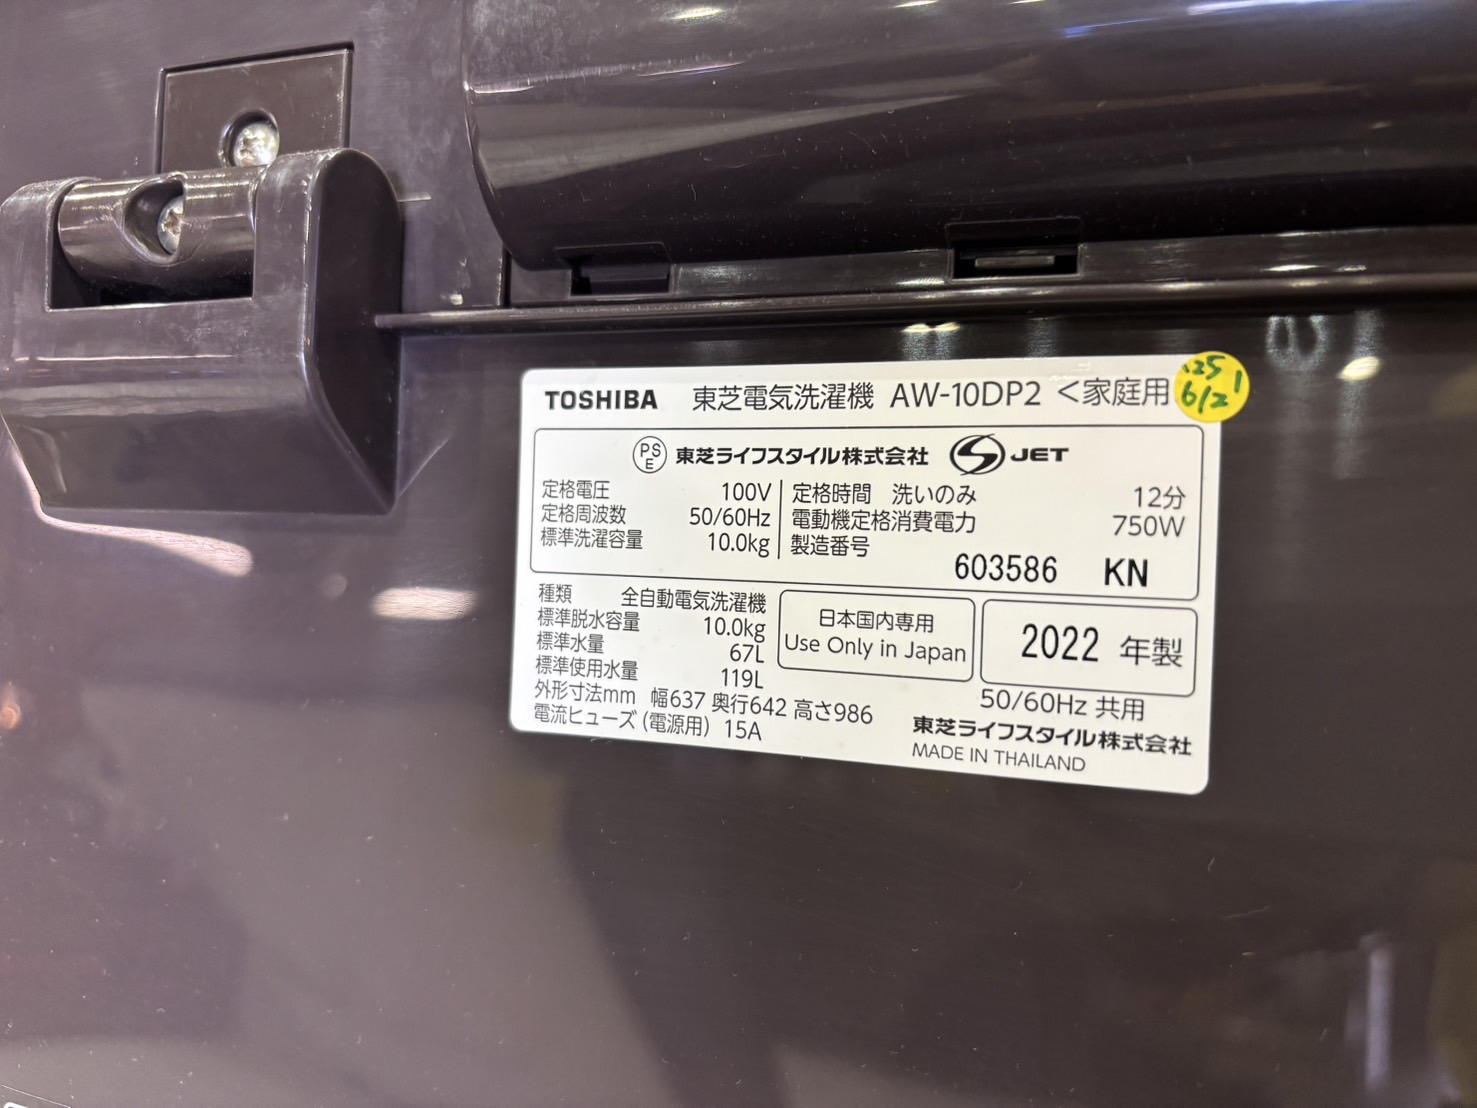 TOSHIBA 東芝電気洗濯機 AW-10DP2 <家庭用
'25
6/21
PSE 東芝ライフスタイル株式会社 S JET
定格電圧 100V
定格周波数 50/60Hz
標準洗濯容量 10.0kg
定格時間 洗いのみ 12分
電動機定格消費電力 750W
製造番号
603586 KN
種類 全自動電気洗濯機
標準脱水容量 10.0kg
標準水量 67L
標準使用水量 119L
外形寸法mm 幅637 奥行642 高さ986
電流ヒューズ(電源用) 15A
日本国内専用
Use Only in Japan
2022 年製
50/60Hz 共用
東芝ライフスタイル株式会社
MADE IN THAILAND